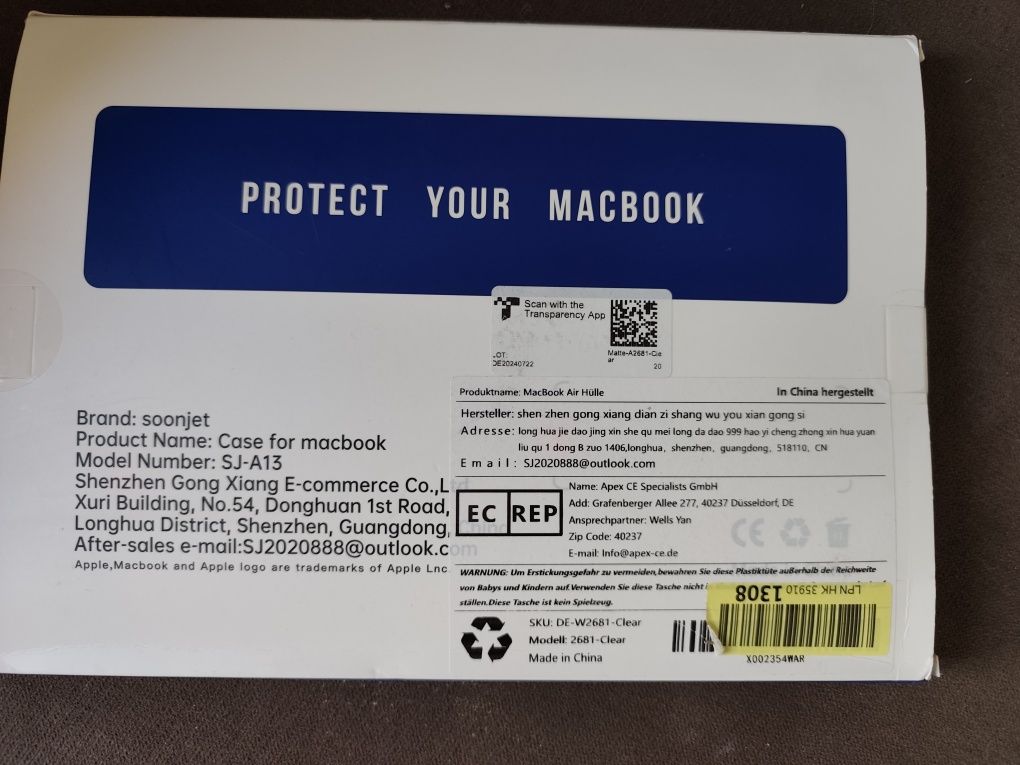 PROTECT YOUR MACBOOK
Scan with the
Transparency App
LOT:
DE20240722
Matte-A2681-Cle
ar
20
Brand: soonjet
Product Name: Case for macbook
Model Number: SJ-A13
Shenzhen Gong Xiang E-commerce Co.,Ltd
Xuri Building, No.54, Donghuan 1st Road,
Longhua District, Shenzhen, Guangdong, China
After-sales e-mail:SJ2020888@outlook.com
Apple,Macbook and Apple logo are trademarks of Apple Lnc.
Produktname: MacBook Air Hülle In China hergestellt
Hersteller: shen zhen gong xiang dian zi shang wu you xian gong si
Adresse: long hua jie dao jing xin she qu mei long da dao 999 hao yi cheng zhong xin hua yuan
liu qu 1 dong B zuo 1406,longhua, shenzhen, guangdong, 518110, CN
Email: SJ2020888@outlook.com
EC REP
Name: Apex CE Specialists GmbH
Add: Grafenberger Allee 277, 40237 Düsseldorf, DE
Ansprechpartner: Wells Yan
Zip Code: 40237
E-mail: Info@apex-ce.de
CE
WARNUNG: Um Erstickungsgefahr zu vermeiden,bewahren Sie diese Plastiktüte außerhalb der Reichweite
von Babys und Kindern auf.Verwenden Sie diese Tasche nicht
ställen.Diese Tasche ist kein Spielzeug.
SKU: DE-W2681-Clear
Modell: 2681-Clear
Made in China
LPN HK 35910 1308
X002354WAR